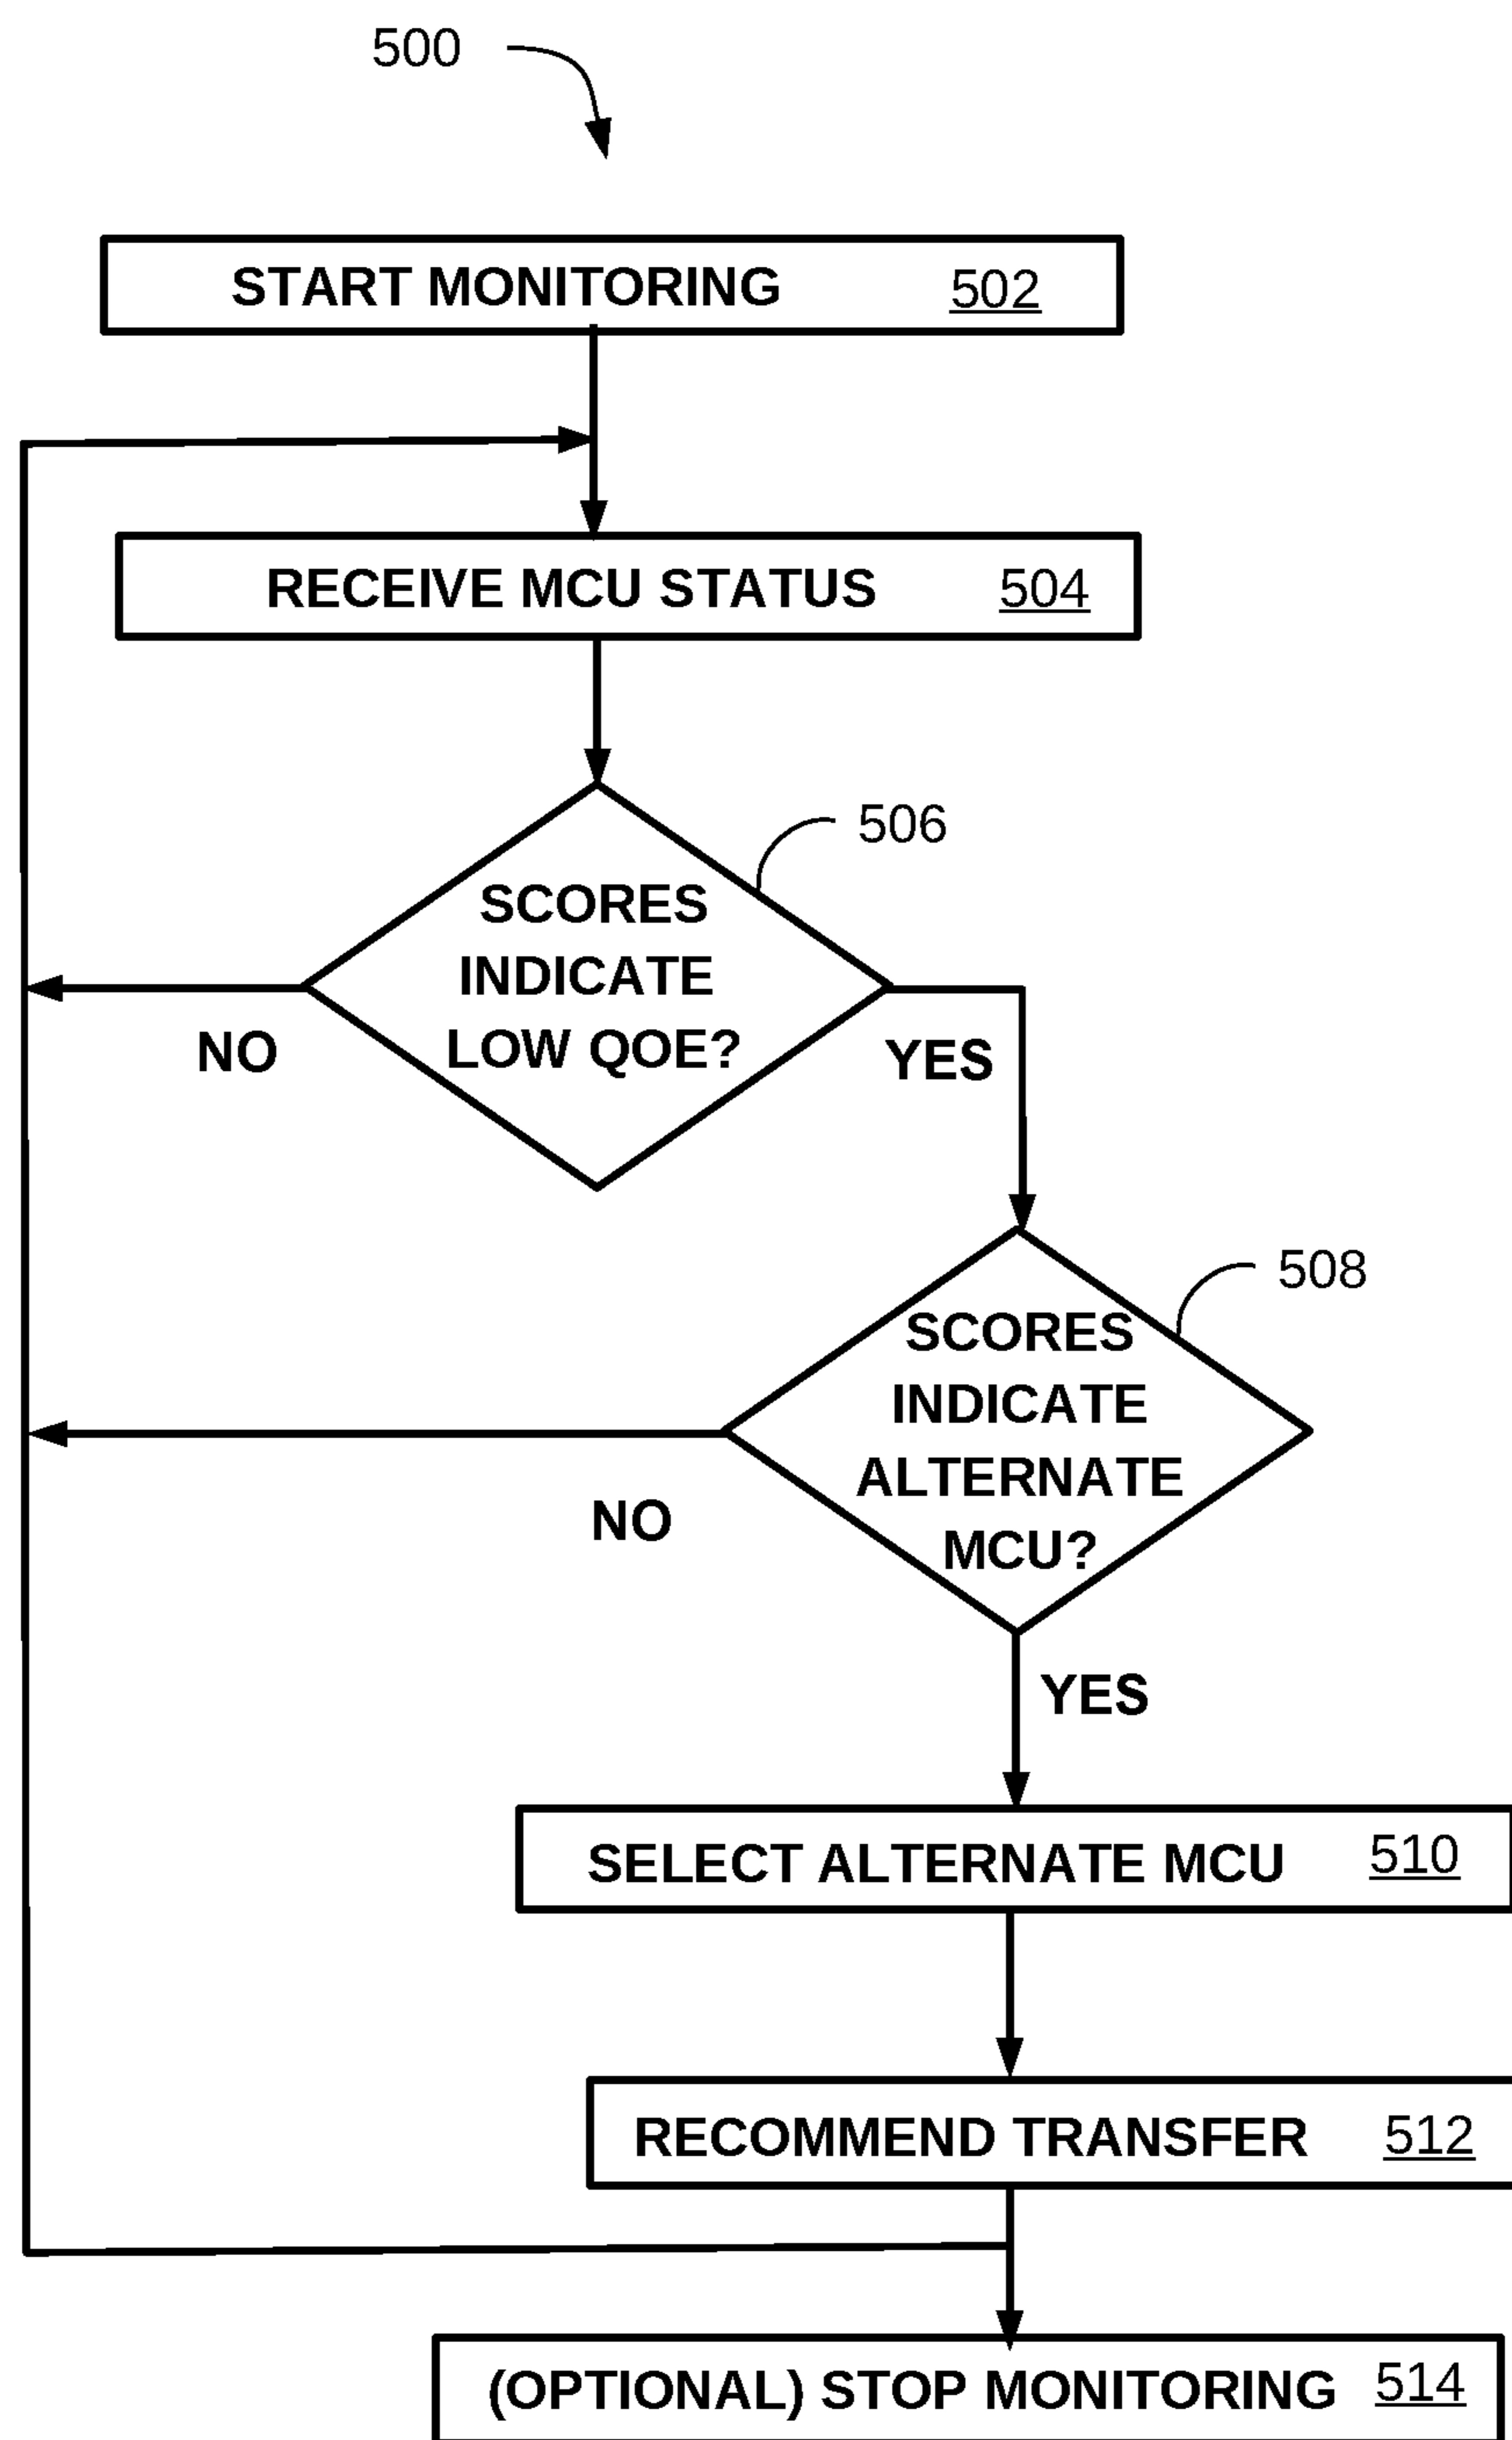 500
START MONITORING 502
RECEIVE MCU STATUS 504
506
SCORES
INDICATE
LOW QOE?
NO
YES
508
SCORES
INDICATE
ALTERNATE
MCU?
NO
YES
SELECT ALTERNATE MCU 510
RECOMMEND TRANSFER 512
(OPTIONAL) STOP MONITORING 514